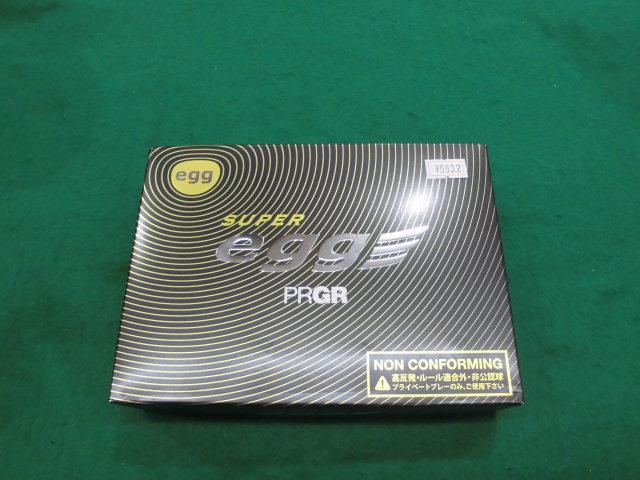 egg
¥5032
SUPER
egg
PRGR
NON CONFORMING
高反発・ルール適合外・非公認球
プライベートプレーのみ、ご使用下さい